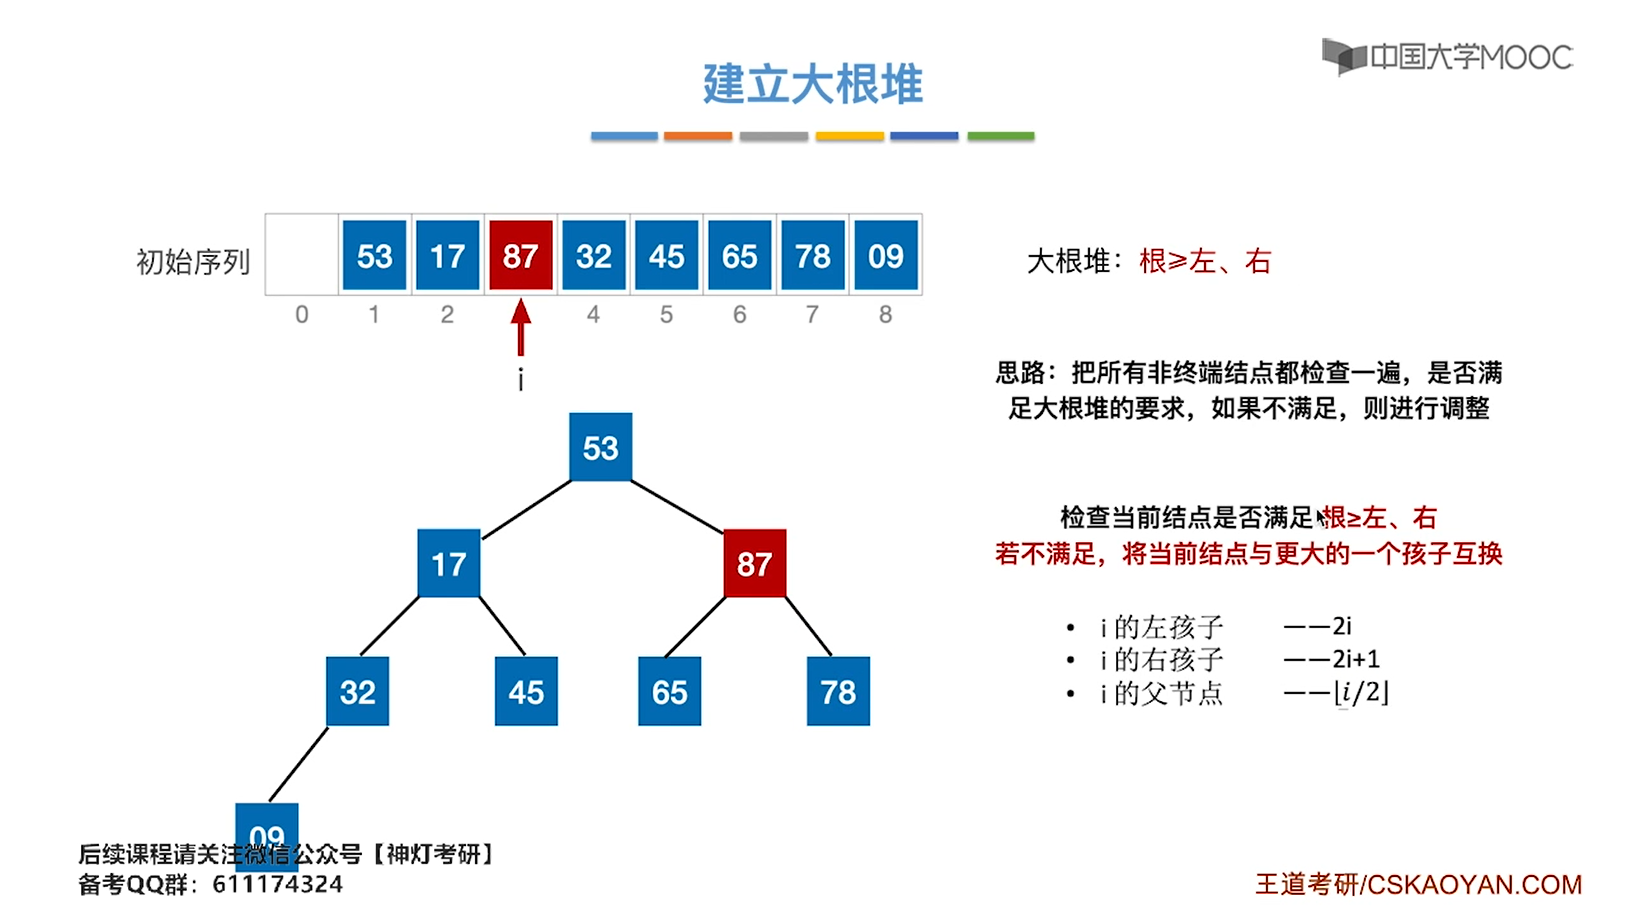 中国大学MOOC
建立大根堆
初始序列
53 17 87 32 45 65 78 09
0 1 2 4 5 6 7 8
i
大根堆：根≥左、右
思路：把所有非终端结点都检查一遍，是否满
足大根堆的要求，如果不满足，则进行调整
53
17 87
32 45 65 78
09
检查当前结点是否满足 根≥左、右
若不满足，将当前结点与更大的一个孩子互换
• i 的左孩子 ——2i
• i 的右孩子 ——2i+1
• i 的父节点 ——⌊i/2⌋
后续课程请关注微信公众号【神灯考研】
备考QQ群：611174324
王道考研/CSKAOYAN.COM